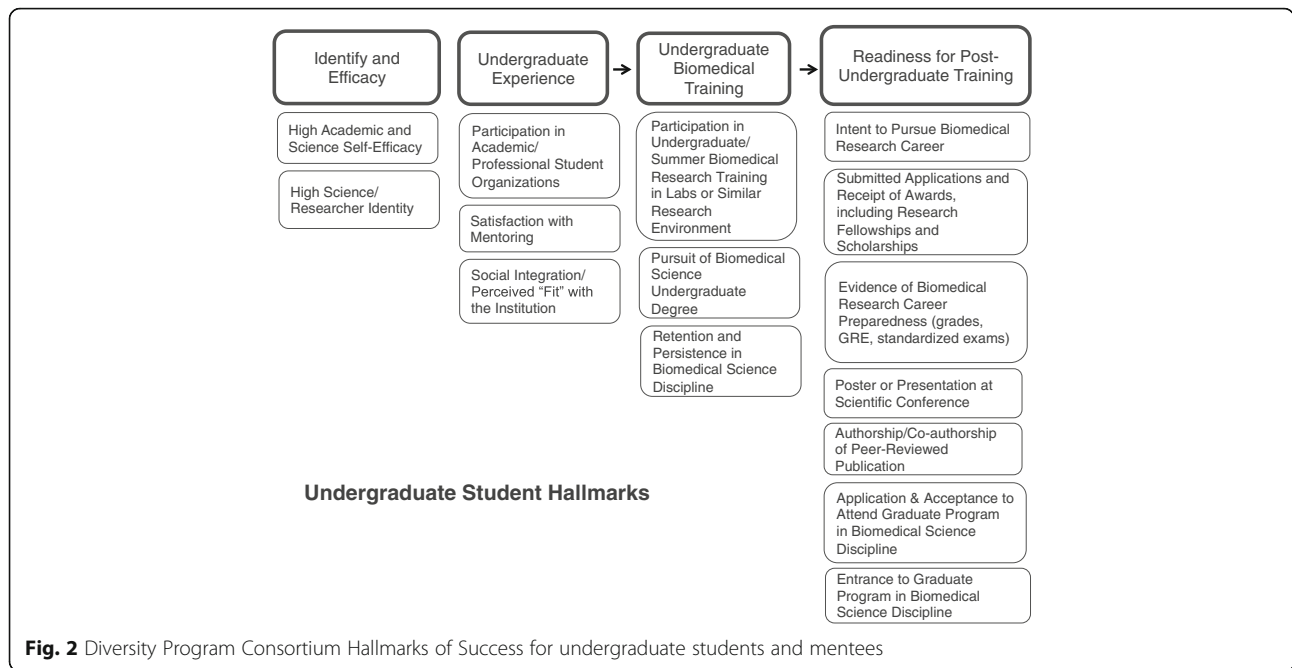 Identify and
Efficacy
High Academic and
Science Self-Efficacy
High Science/
Researcher Identity
Undergraduate
Experience
Participation in
Academic/
Professional Student
Organizations
Satisfaction with
Mentoring
Social Integration/
Perceived “Fit” with
the Institution
Undergraduate
Biomedical
Training
Participation in
Undergraduate/
Summer Biomedical
Research Training
in Labs or Similar
Research
Environment
Pursuit of Biomedical
Science
Undergraduate
Degree
Retention and
Persistence in
Biomedical Science
Discipline
Readiness for Post-
Undergraduate Training
Intent to Pursue Biomedical
Research Career
Submitted Applications and
Receipt of Awards,
including Research
Fellowships and
Scholarships
Evidence of Biomedical
Research Career
Preparedness (grades,
GRE, standardized exams)
Poster or Presentation at
Scientific Conference
Authorship/Co-authorship
of Peer-Reviewed
Publication
Application & Acceptance to
Attend Graduate Program
in Biomedical Science
Discipline
Entrance to Graduate
Program in Biomedical
Science Discipline
Undergraduate Student Hallmarks
Fig. 2 Diversity Program Consortium Hallmarks of Success for undergraduate students and mentees